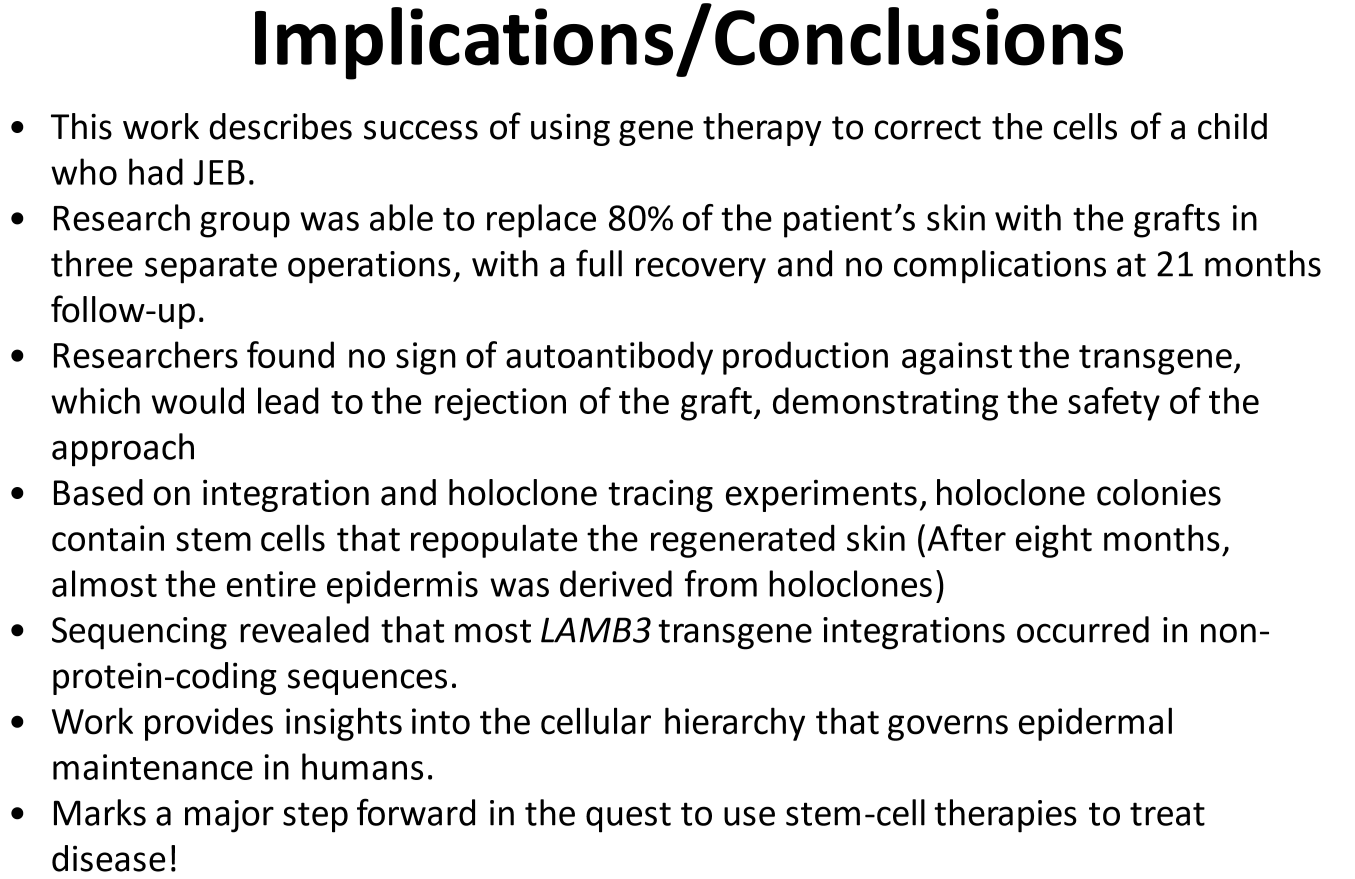 Implications/Conclusions
• This work describes success of using gene therapy to correct the cells of a child
who had JEB.
• Research group was able to replace 80% of the patient’s skin with the grafts in
three separate operations, with a full recovery and no complications at 21 months
follow-up.
• Researchers found no sign of autoantibody production against the transgene,
which would lead to the rejection of the graft, demonstrating the safety of the
approach
• Based on integration and holoclone tracing experiments, holoclone colonies
contain stem cells that repopulate the regenerated skin (After eight months,
almost the entire epidermis was derived from holoclones)
• Sequencing revealed that most LAMB3 transgene integrations occurred in non-
protein-coding sequences.
• Work provides insights into the cellular hierarchy that governs epidermal
maintenance in humans.
• Marks a major step forward in the quest to use stem-cell therapies to treat
disease!